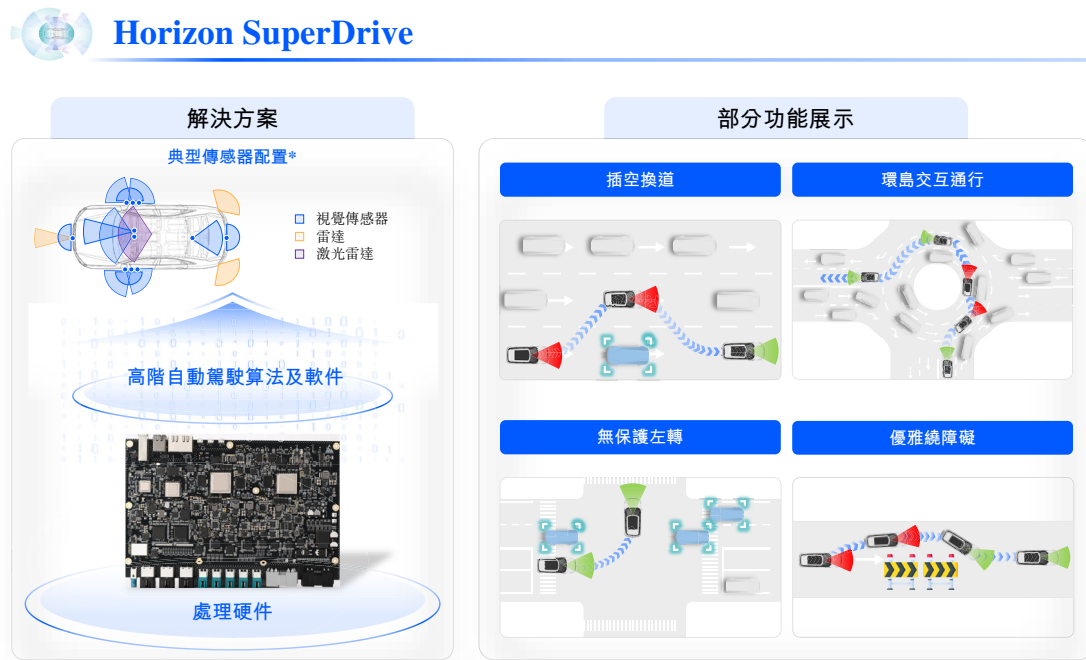 Horizon SuperDrive
解決方案
典型傳感器配置*
視覺傳感器
雷達
激光雷達
高階自動駕駛算法及軟件
處理硬件
部分功能展示
插空換道
環島交互通行
無保護左轉
優雅繞障礙